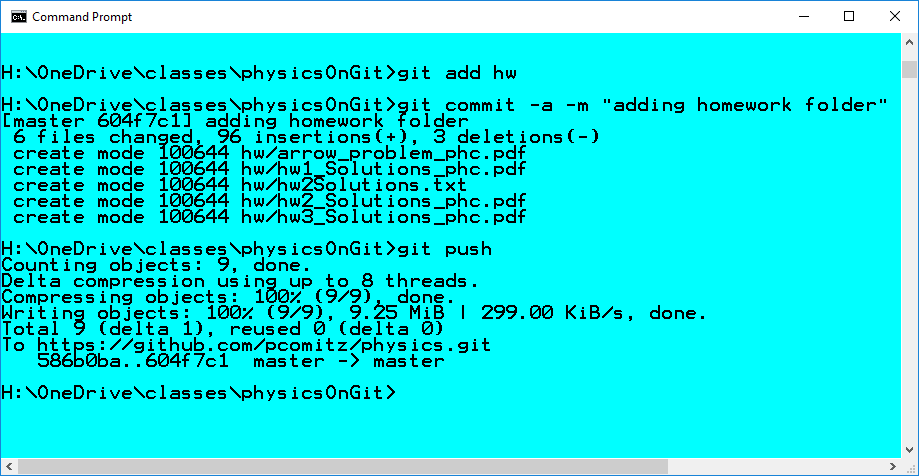 Command Prompt
H:\OneDrive\classes\physicsOnGit>git add hw
H:\OneDrive\classes\physicsOnGit>git commit -a -m "adding homework folder"
[master 604f7c1] adding homework folder
 6 files changed, 96 insertions(+), 3 deletions(-)
 create mode 100644 hw/arrow_problem_phc.pdf
 create mode 100644 hw/hw1_Solutions_phc.pdf
 create mode 100644 hw/hw2Solutions.txt
 create mode 100644 hw/hw2_Solutions_phc.pdf
 create mode 100644 hw/hw3_Solutions_phc.pdf
H:\OneDrive\classes\physicsOnGit>git push
Counting objects: 9, done.
Delta compression using up to 8 threads.
Compressing objects: 100% (9/9), done.
Writing objects: 100% (9/9), 9.25 MiB | 299.00 KiB/s, done.
Total 9 (delta 1), reused 0 (delta 0)
To https://github.com/pcomitz/physics.git
   586b0ba..604f7c1  master -> master
H:\OneDrive\classes\physicsOnGit>